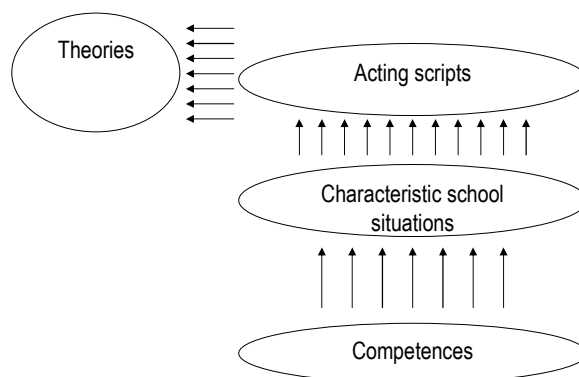 Theories
Acting scripts
Characteristic school
situations
Competences